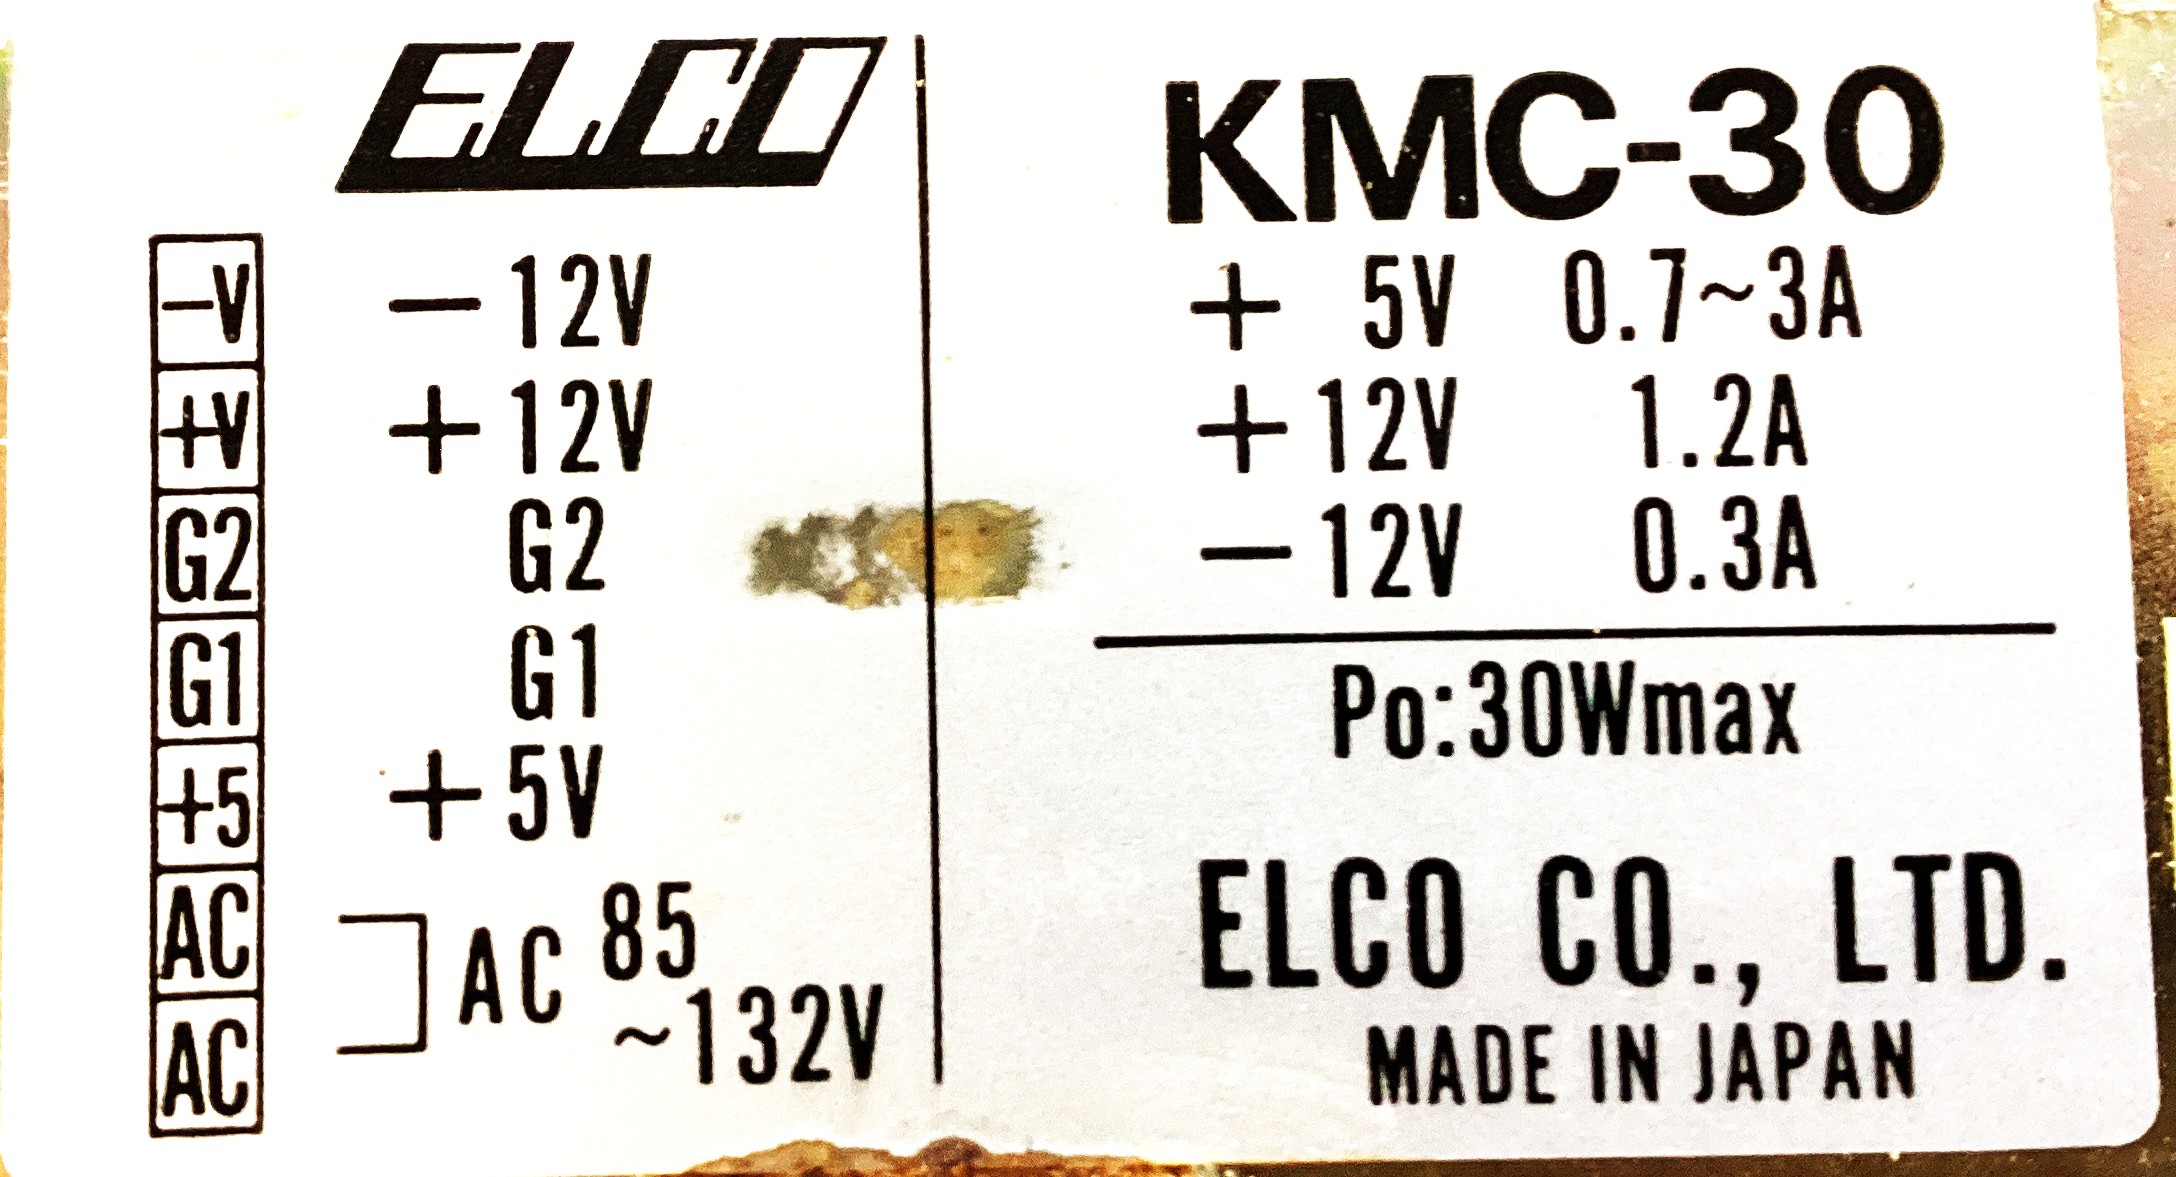 ELCO
-V -12V
+V +12V
G2 G2
G1 G1
+5 +5V
AC AC 85
~132V
AC
KMC-30
+ 5V 0.7~3A
+12V 1.2A
-12V 0.3A
Po:30Wmax
ELCO CO., LTD.
MADE IN JAPAN